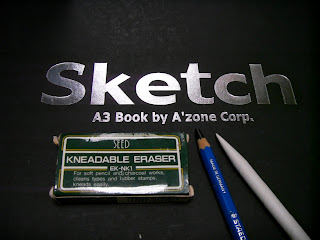 Sketch
A3 Book by A'zone Corp.
SEED
KNEADABLE ERASER
EK-NK1
For soft pencil and charcoal works,
cleans types and rubber stamps,
kneads easily.
STAEDTLER